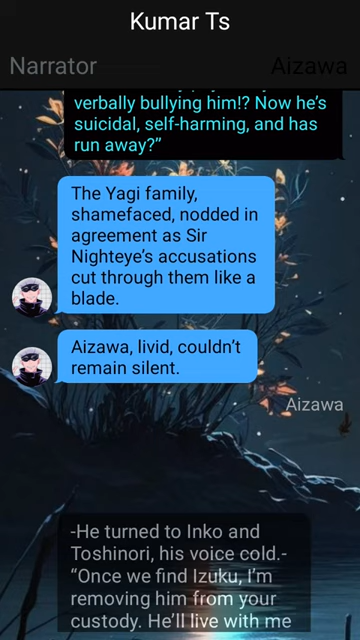 Kumar Ts
Narrator
Aizawa
verbally bullying him!? Now he's
suicidal, self-harming, and has
run away?”
The Yagi family,
shamefaced, nodded in
agreement as Sir
Nighteye’s accusations
cut through them like a
blade.
Aizawa, livid, couldn’t
remain silent.
Aizawa
-He turned to Inko and
Toshinori, his voice cold.-
“Once we find Izuku, I’m
removing him from your
custody. He’ll live with me